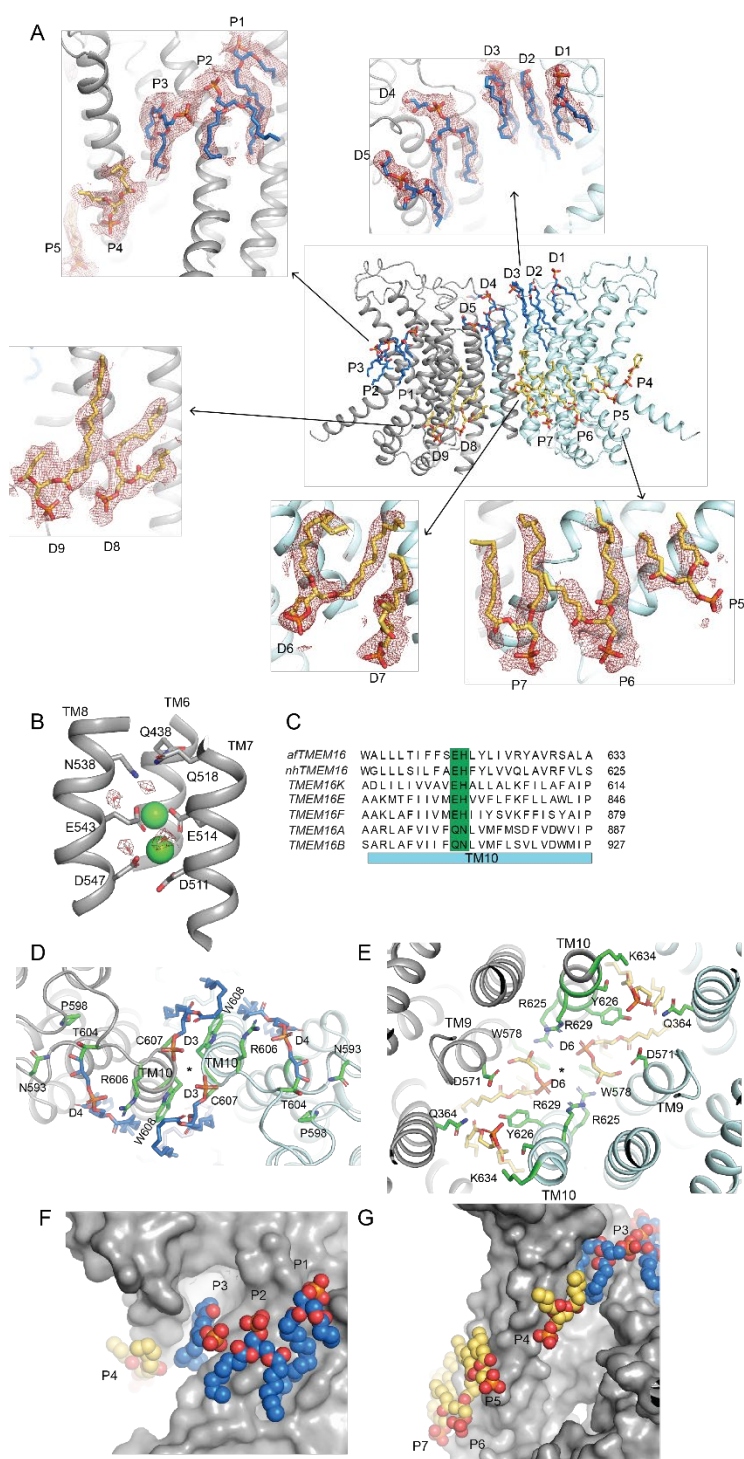 A
P1
P2
P3
P5
P4
D3
D2
D1
D4
D5
D1
D3
D2
D4
D5
P3
P2
P1
P4
P5
P6
P7
D9
D8
D9
D8
D6
D7
P5
P7
P6
B
TM8
TM6
Q438
TM7
N538
Q518
E543
E514
D547
D511
C
afTMEM16 WALLLTIFFSEHLYLIVRYAVRSALA 633
nhTMEM16 WGLLLSILFAEHFYLVVQLAVRFVLS 625
TMEM16K ADLILIVVAVEHALLALKFILAFAIP 614
TMEM16E AAKMTFIIVMEHVVFLFKFLLAWLIP 846
TMEM16F AAKLAFIIVMEHIIYSVKFFISYAIP 879
TMEM16A AARLAFVIVFQNLVMFMSDFVDWVIP 887
TMEM16B SARLAFVIIFQNLVMFLSVLVDWMIP 927
TM10
D
P598
T604
W608
C607
D3
R606
D4
N593
N593
R606
TM10
TM10
*
D4
D3
C607
T604
W608
P598
E
TM10
K634
R625
Y626
TM9
W578
R629
Q364
D6
D571
D571
*
D6
W578
Q364
R629
TM9
Y626
R625
K634
TM10
F
P1
P3
P2
P4
G
P3
P4
P5
P7
P6